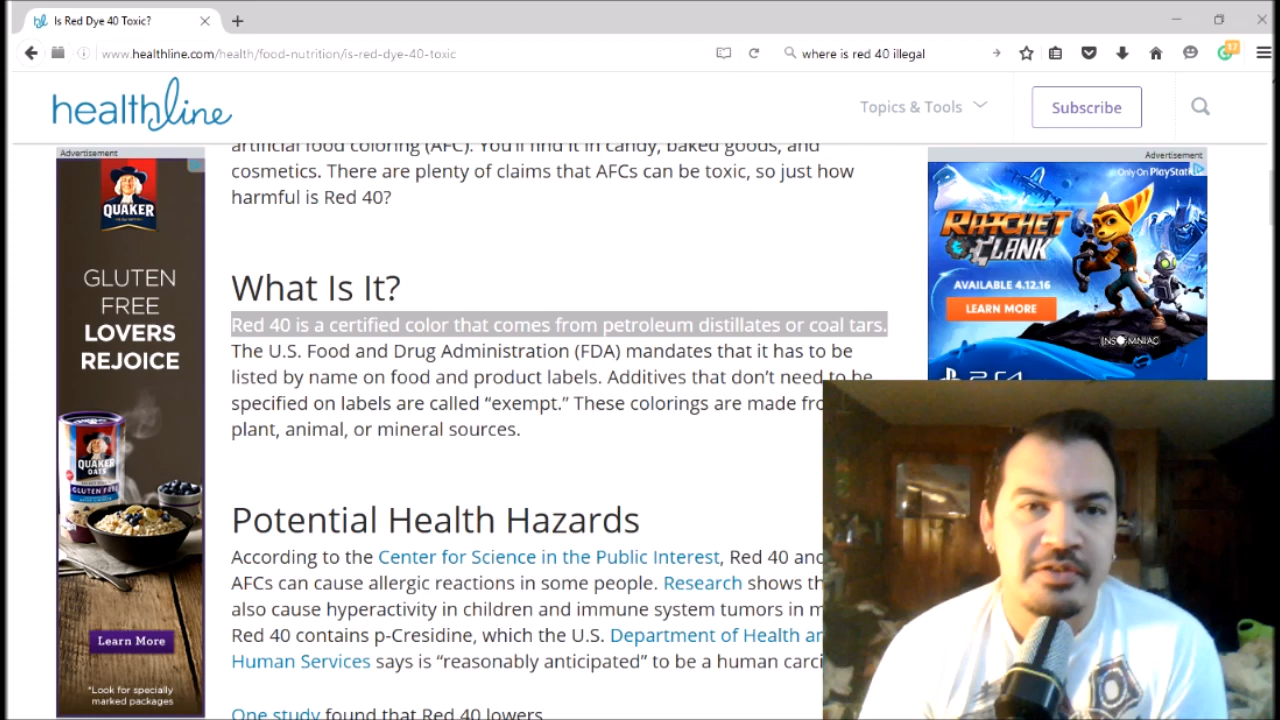 Is Red Dye 40 Toxic?
www.healthline.com/health/food-nutrition/is-red-dye-40-toxic
where is red 40 illegal
17
healthline
Topics & Tools
Subscribe
Advertisement
QUAKER
GLUTEN
FREE
LOVERS
REJOICE
QUAKER
OATS
GLUTEN FREE
Learn More
*Look for specially
marked packages
artificial food coloring (AFC). You'll find it in candy, baked goods, and
cosmetics. There are plenty of claims that AFCs can be toxic, so just how
harmful is Red 40?
What Is It?
Red 40 is a certified color that comes from petroleum distillates or coal tars.
The U.S. Food and Drug Administration (FDA) mandates that it has to be
listed by name on food and product labels. Additives that don't need to be
specified on labels are called “exempt.” These colorings are made fro
plant, animal, or mineral sources.
Potential Health Hazards
According to the Center for Science in the Public Interest, Red 40 and
AFCs can cause allergic reactions in some people. Research shows th
also cause hyperactivity in children and immune system tumors in m
Red 40 contains p-Cresidine, which the U.S. Department of Health an
Human Services says is “reasonably anticipated” to be a human carci
One study found that Red 40 lowers
Advertisement
Only On PlayStati
RATCHET
CLANK
AVAILABLE 4.12.16
LEARN MORE
INSOMNIAC
PS4